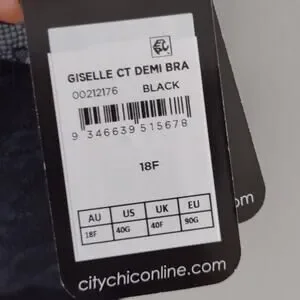 GISELLE CT DEMI BRA
00212176 BLACK
9 346639 515678
18F
AU US UK EU
18F 40G 40F 90G
citychiconline.com